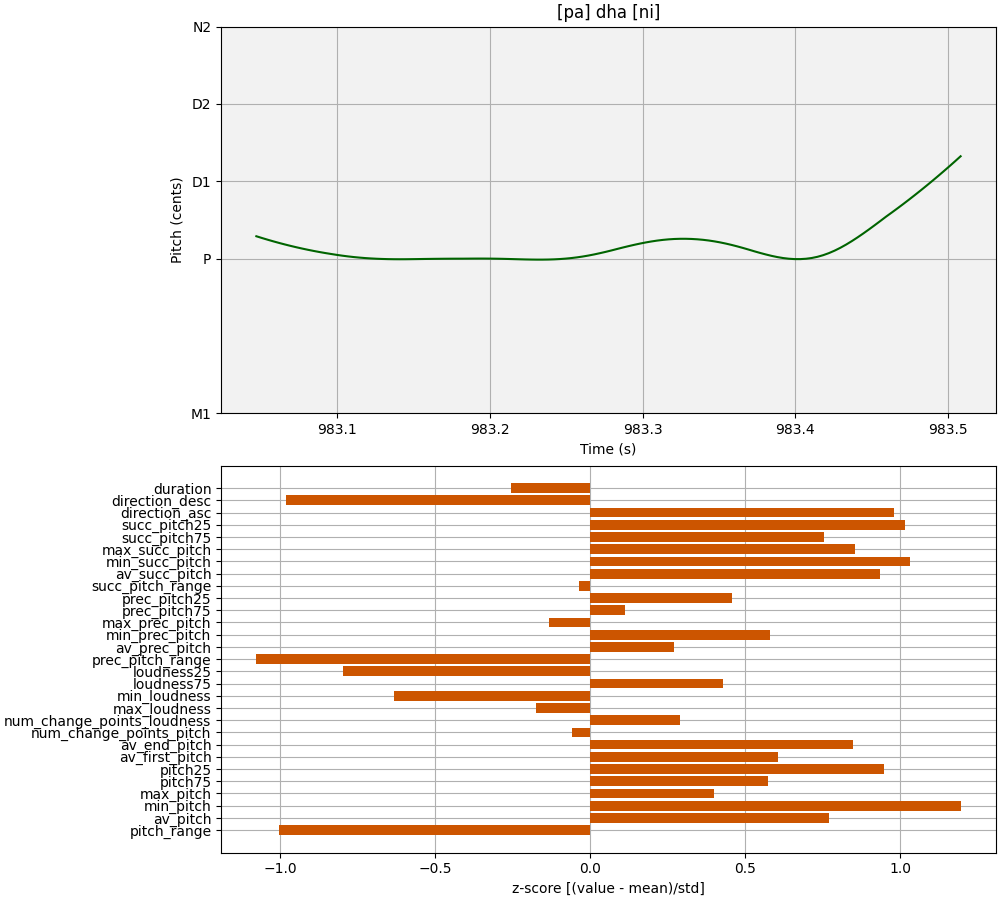 [pa] dha [ni]
N2
D2
D1
P
M1
Pitch (cents)
983.1 983.2 983.3 983.4 983.5
Time (s)
duration
direction_desc
direction_asc
succ_pitch25
succ_pitch75
max_succ_pitch
min_succ_pitch
av_succ_pitch
succ_pitch_range
prec_pitch25
prec_pitch75
max_prec_pitch
min_prec_pitch
av_prec_pitch
prec_pitch_range
loudness25
loudness75
min_loudness
max_loudness
num_change_points_loudness
num_change_points_pitch
av_end_pitch
av_first_pitch
pitch25
pitch75
max_pitch
min_pitch
av_pitch
pitch_range
−1.0 −0.5 0.0 0.5 1.0
z-score [(value - mean)/std]